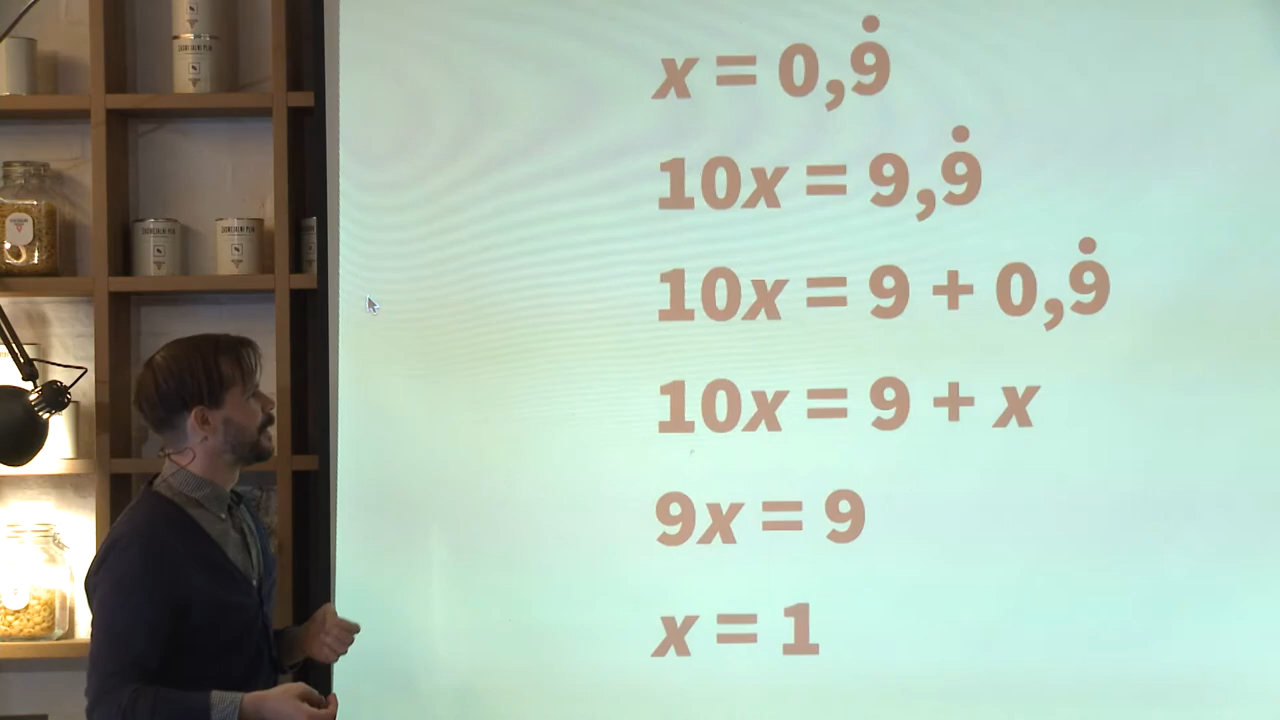 x = 0,9̇
10x = 9,9̇
10x = 9 + 0,9̇
10x = 9 + x
9x = 9
x = 1